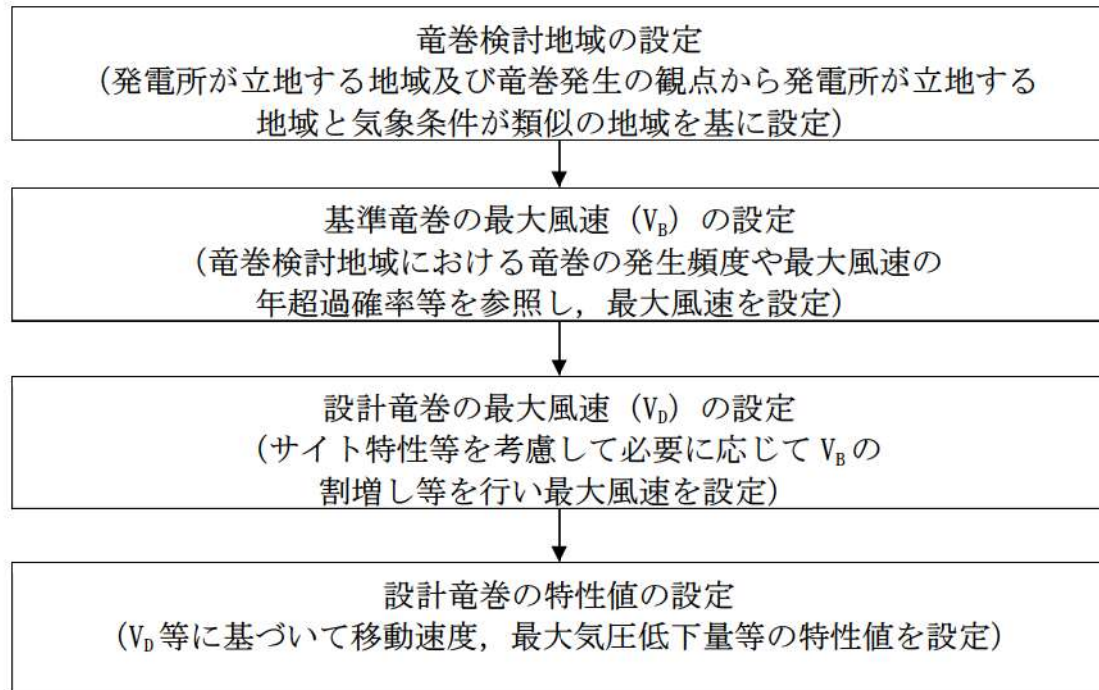 竜巻検討地域の設定
(発電所が立地する地域及び竜巻発生の観点から発電所が立地する
地域と気象条件が類似の地域を基に設定)
基準竜巻の最大風速（VB）の設定
(竜巻検討地域における竜巻の発生頻度や最大風速の
年超過確率等を参照し，最大風速を設定)
設計竜巻の最大風速（VD）の設定
(サイト特性等を考慮して必要に応じて VB の
割増し等を行い最大風速を設定)
設計竜巻の特性値の設定
(VD 等に基づいて移動速度，最大気圧低下量等の特性値を設定)